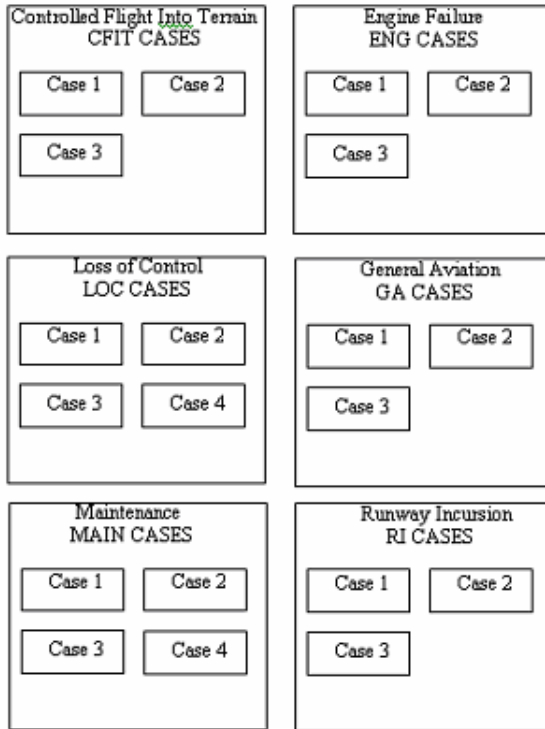 Controlled Flight Into Terrain
CFIT CASES
Case 1
Case 2
Case 3
Engine Failure
ENG CASES
Case 1
Case 2
Case 3
Loss of Control
LOC CASES
Case 1
Case 2
Case 3
Case 4
General Aviation
GA CASES
Case 1
Case 2
Case 3
Maintenance
MAIN CASES
Case 1
Case 2
Case 3
Case 4
Runway Incursion
RI CASES
Case 1
Case 2
Case 3